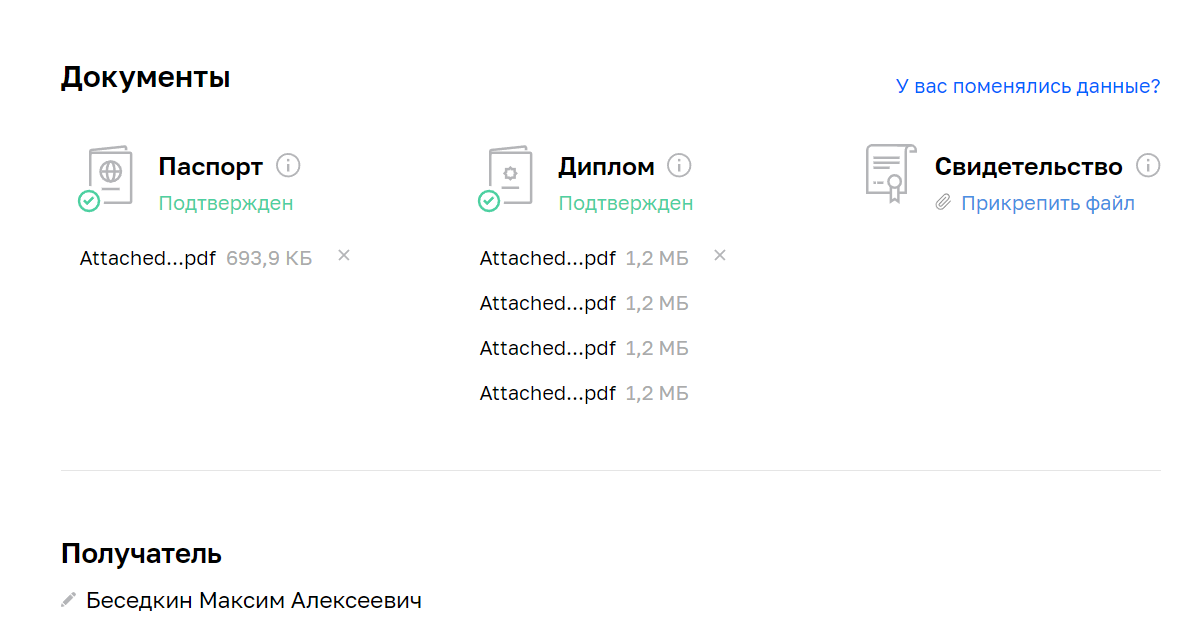 Документы
У вас поменялись данные?
Паспорт
Подтвержден
Attached...pdf 693,9 КБ
Диплом
Подтвержден
Attached...pdf 1,2 МБ
Attached...pdf 1,2 МБ
Attached...pdf 1,2 МБ
Attached...pdf 1,2 МБ
Свидетельство
Прикрепить файл
Получатель
Беседкин Максим Алексеевич